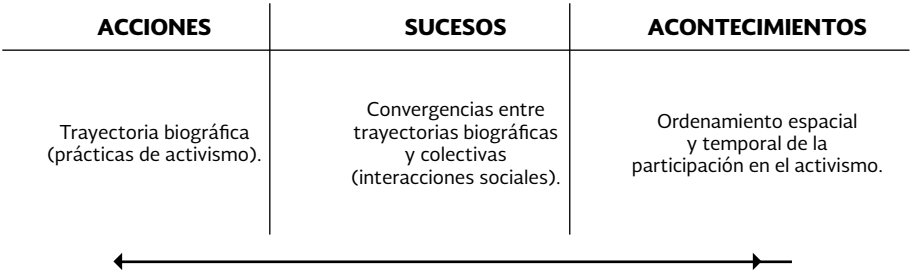 ACCIONES
SUCESOS
ACONTECIMIENTOS
Trayectoria biográfica
(prácticas de activismo).
Convergencias entre
trayectorias biográficas
y colectivas
(interacciones sociales).
Ordenamiento espacial
y temporal de la
participación en el activismo.